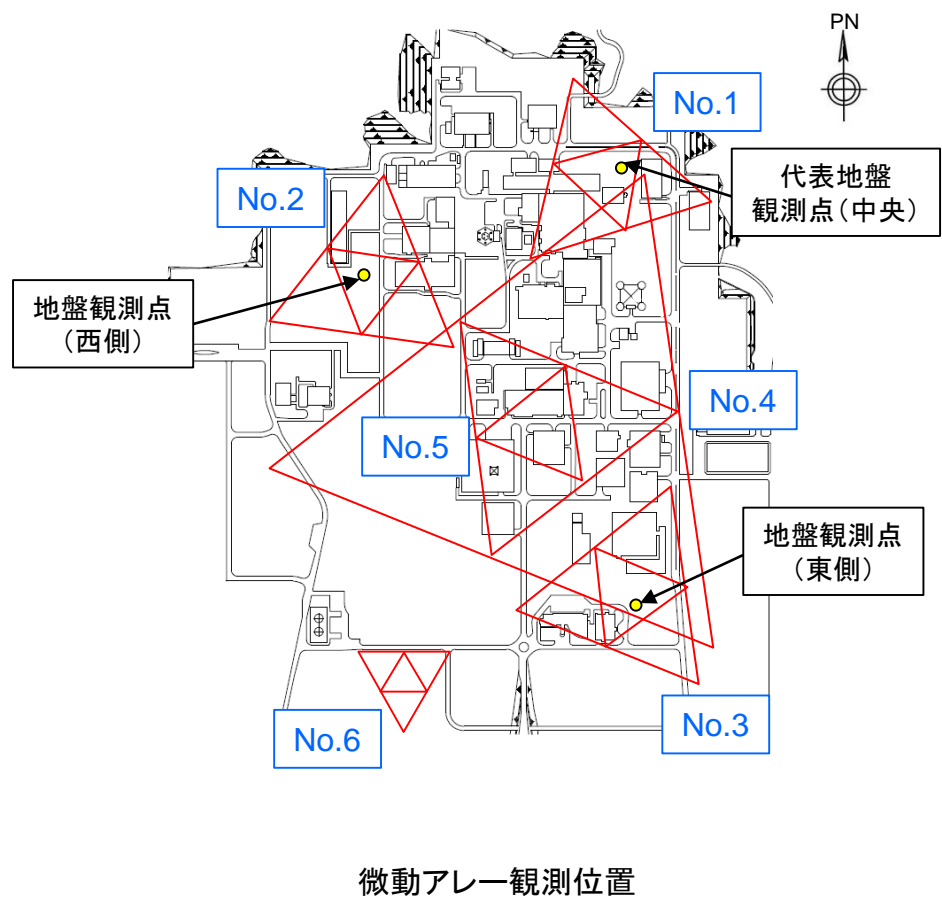 PN
No.1
代表地盤
観測点（中央）
No.2
地盤観測点
（西側）
No.4
No.5
地盤観測点
（東側）
No.3
No.6
微動アレー観測位置